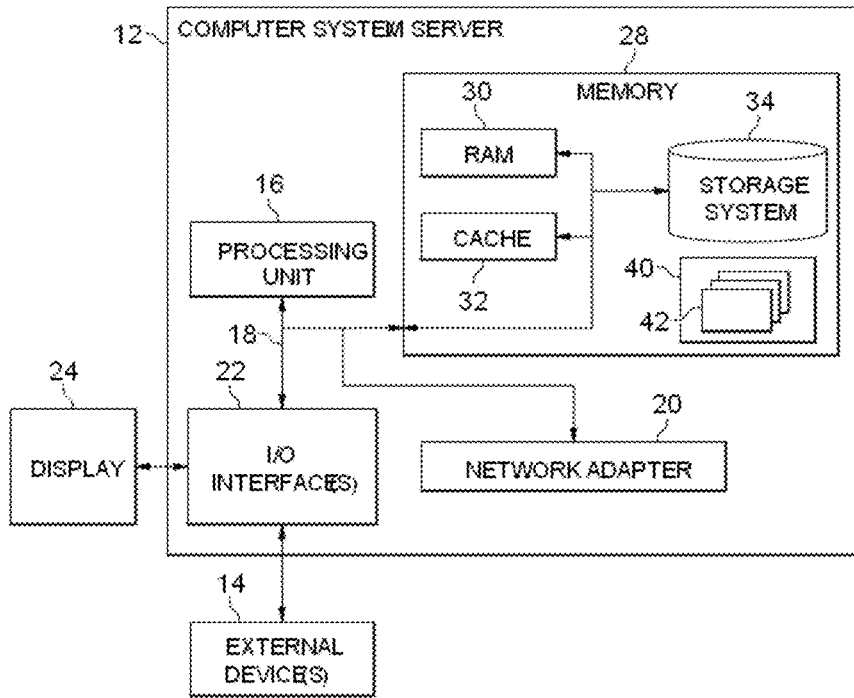 12
COMPUTER SYSTEM SERVER
28
MEMORY
30
RAM
34
STORAGE
SYSTEM
16
PROCESSING
UNIT
CACHE
32
40
42
18
24
22
20
DISPLAY
I/O
INTERFACE(S)
NETWORK ADAPTER
14
EXTERNAL
DEVICE(S)